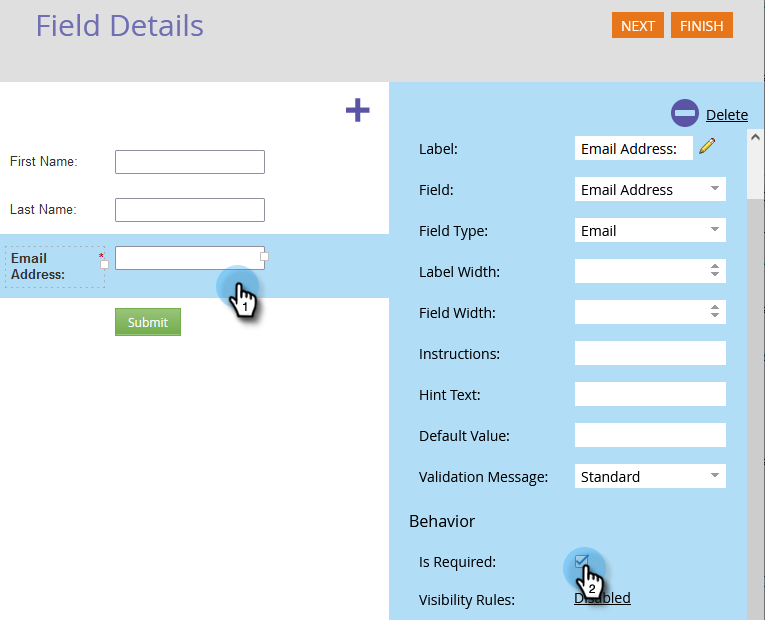 Field Details
NEXT
FINISH
Delete
First Name:
Last Name:
Email
Address:
*
1
Submit
Label:
Email Address:
Field:
Email Address
Field Type:
Email
Label Width:
Field Width:
Instructions:
Hint Text:
Default Value:
Validation Message:
Standard
Behavior
Is Required:
2
Visibility Rules:
Disabled